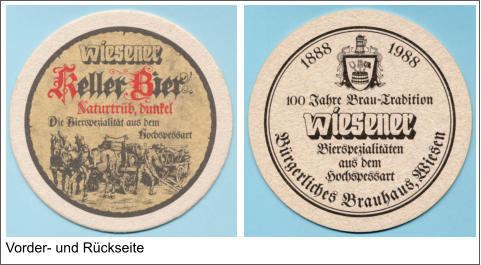 Wiesener
Keller-Bier
Naturtrüb, dunkel
Die Bierspezialität aus dem
Hochspessart
1888 1988
100 Jahre Brau-Tradition
Wiesener
Bierspezialitäten
aus dem
Hochspessart
Bürgerliches Brauhaus, Wiesen
Vorder- und Rückseite